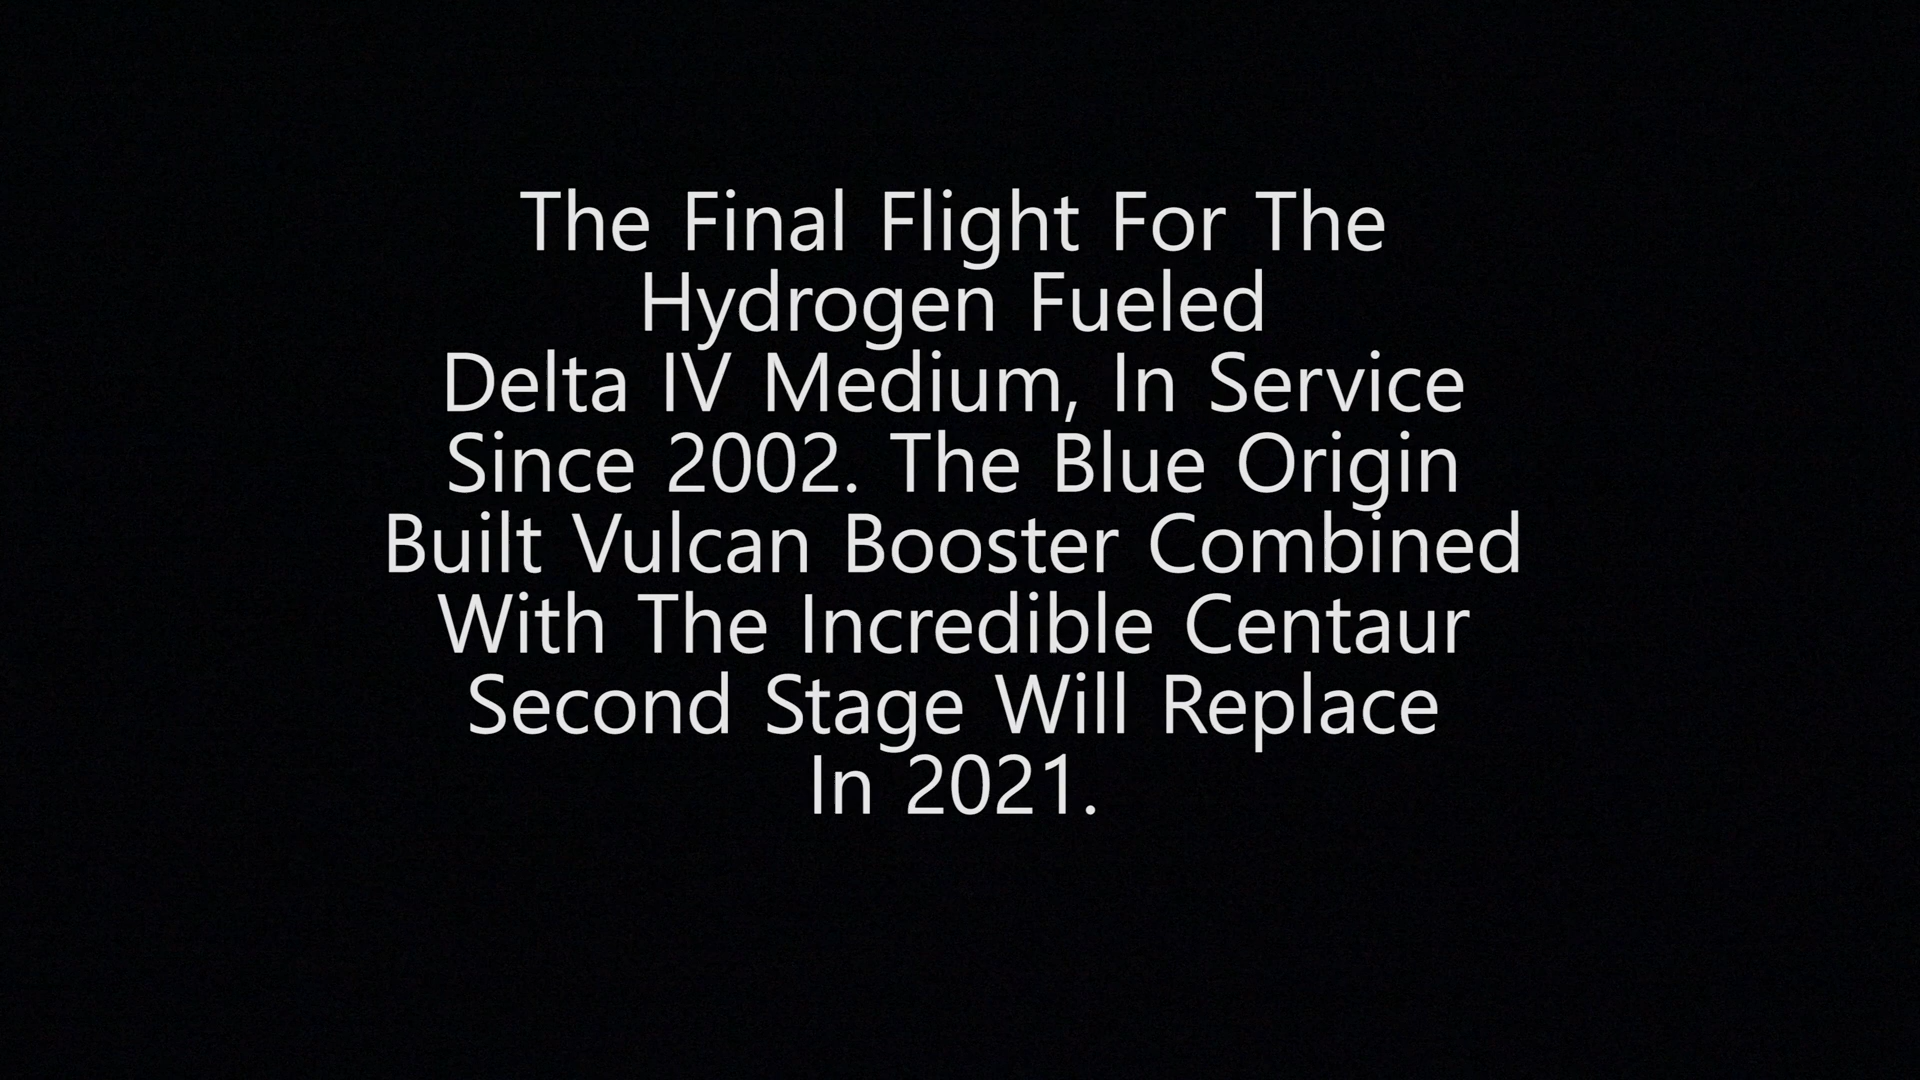 The Final Flight For The
Hydrogen Fueled
Delta IV Medium, In Service
Since 2002. The Blue Origin
Built Vulcan Booster Combined
With The Incredible Centaur
Second Stage Will Replace
In 2021.